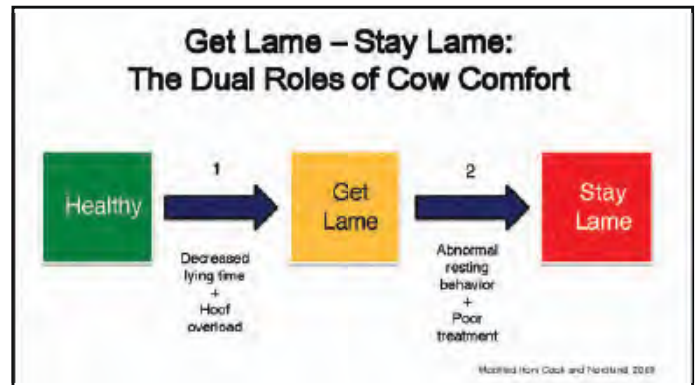 Get Lame – Stay Lame:
The Dual Roles of Cow Comfort
Healthy
1
Decreased
lying time
+
Hoof
overload
Get
Lame
2
Abnormal
resting
behavior
+
Poor
treatment
Stay
Lame
Modified from Cook and Nordlund, 2009